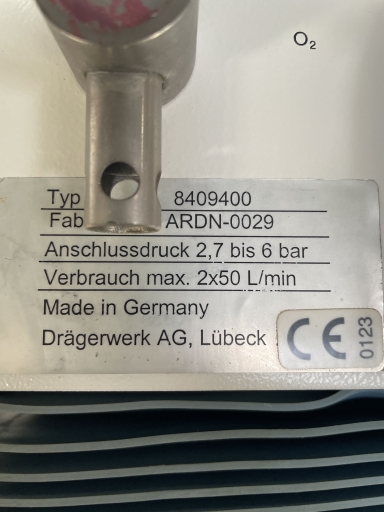 O₂
Typ 8409400
Fab ARDN-0029
Anschlussdruck 2,7 bis 6 bar
Verbrauch max. 2x50 L/min
Made in Germany
Drägerwerk AG, Lübeck
CE 0123